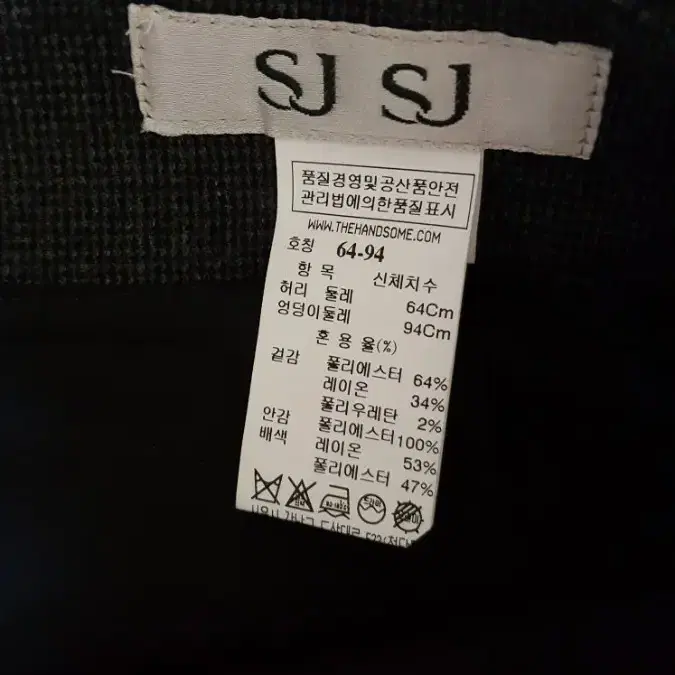 SJ SJ
품질경영및공산품안전
관리법에의한품질표시
WWW.THEHANDSOME.COM
호칭 64-94
항 목 신체치수
허리 둘레 64Cm
엉덩이둘레 94Cm
혼 용 율(%)
겉감 폴리에스터 64%
레이온 34%
폴리우레탄 2%
안감 폴리에스터 100%
배색 레이온 53%
폴리에스터 47%